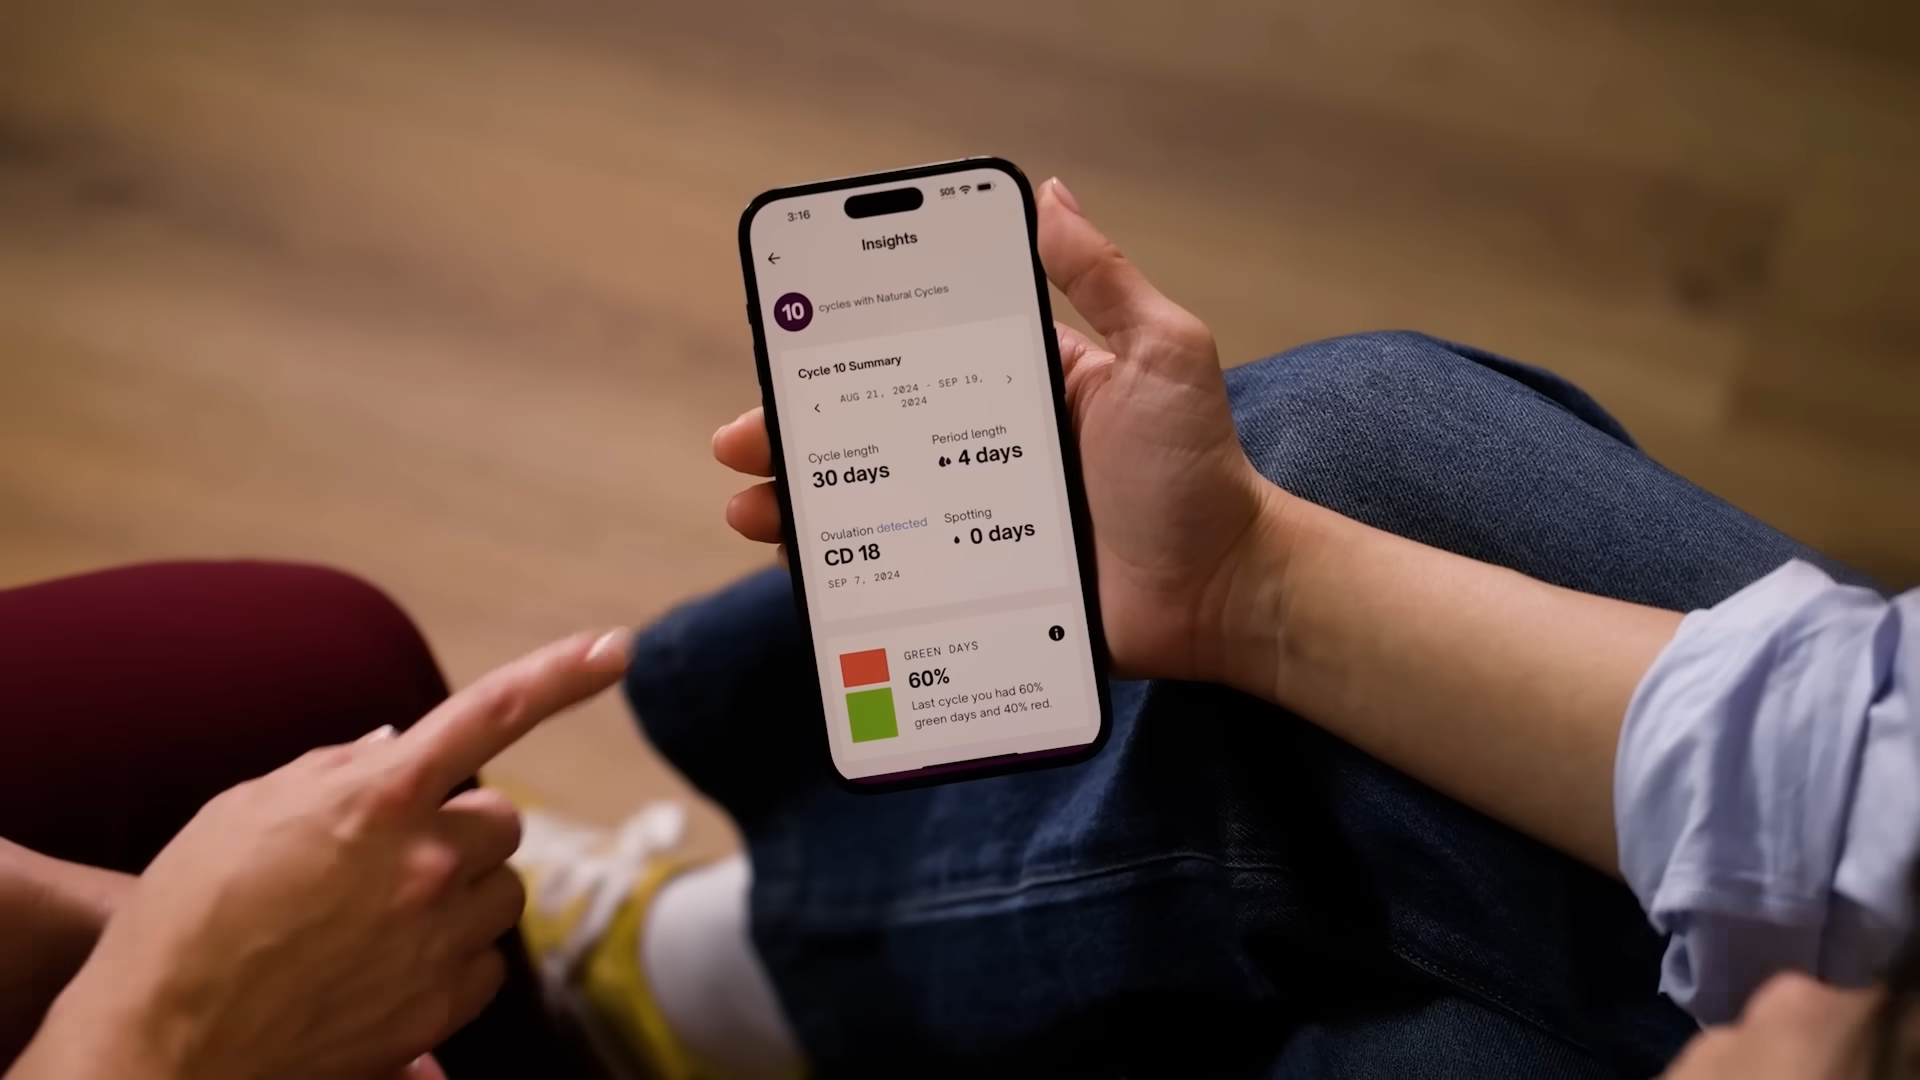 3:16
SOS
Insights
10 cycles with Natural Cycles
Cycle 10 Summary
AUG 21, 2024 - SEP 19,
2024
Cycle length
30 days
Period length
4 days
Ovulation detected
CD 18
SEP 7, 2024
Spotting
0 days
GREEN DAYS
60%
Last cycle you had 60%
green days and 40% red.